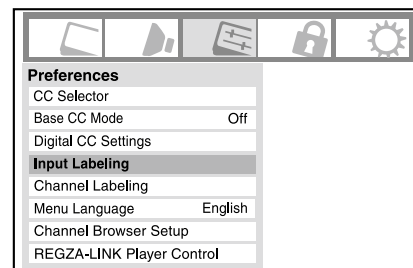 Preferences
CC Selector
Base CC Mode Off
Digital CC Settings
Input Labeling
Channel Labeling
Menu Language English
Channel Browser Setup
REGZA-LINK Player Control